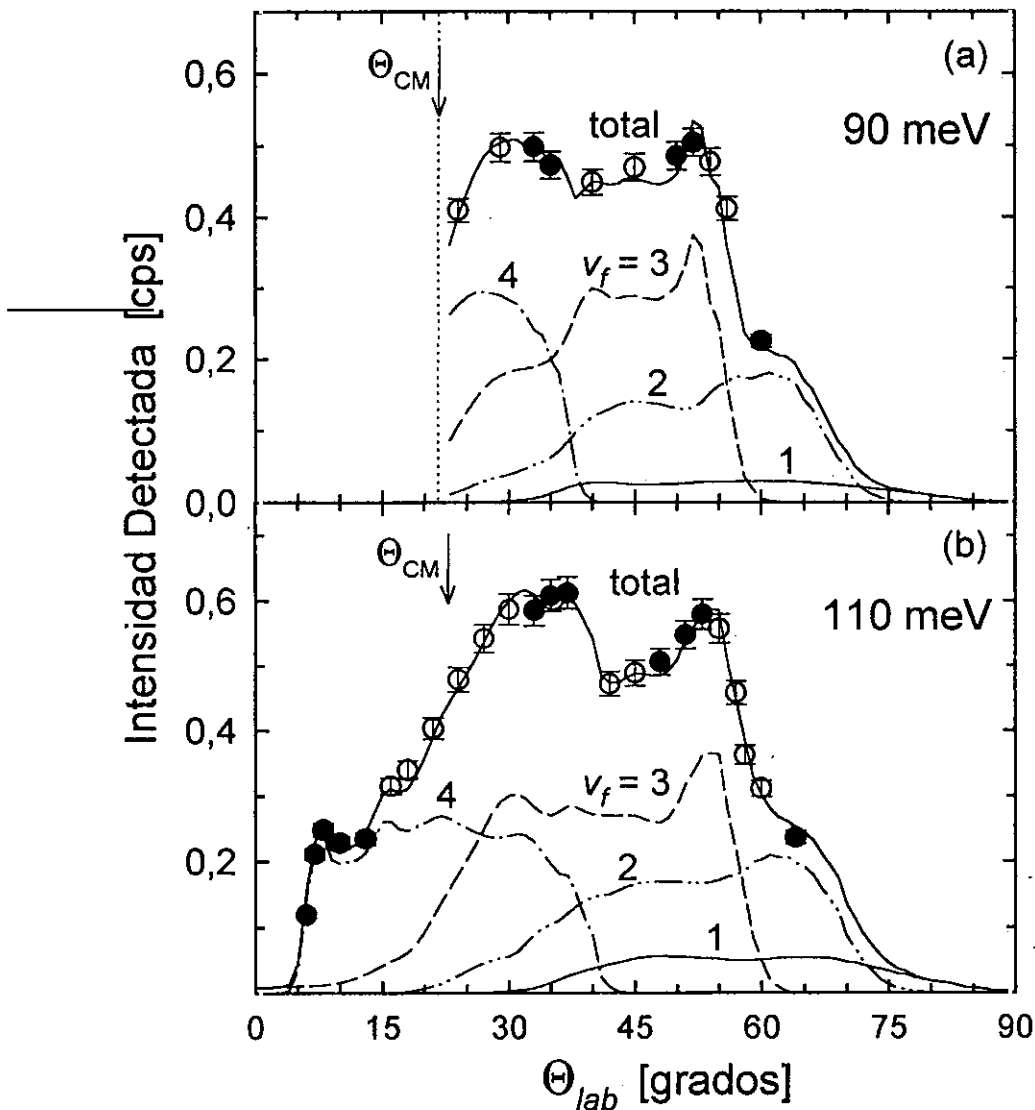 (a)
Θ_CM
0,6
total
90 meV
0,4
4
v_f = 3
0,2
2
1
0,0
Intensidad Detectada [cps]
(b)
Θ_CM
total
110 meV
0,6
0,4
v_f = 3
4
0,2
2
1
0 15 30 45 60 75 90
Θ_lab [grados]